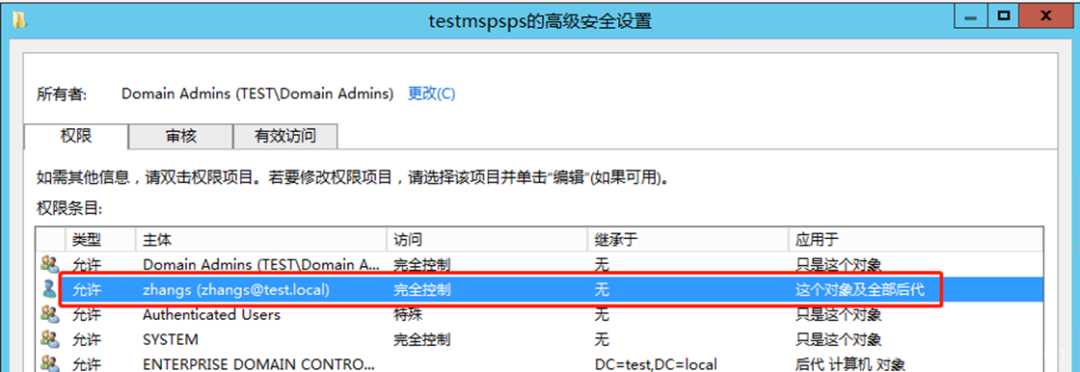 testmspsps的高级安全设置
所有者: Domain Admins (TEST\Domain Admins) 更改(C)
权限 审核 有效访问
如需其他信息，请双击权限项目。若要修改权限项目，请选择该项目并单击“编辑”(如果可用)。
权限条目:
类型 主体 访问 继承于 应用于
允许 Domain Admins (TEST\Domain A... 完全控制 无 只是这个对象
允许 zhangs (zhangs@test.local) 完全控制 无 这个对象及全部后代
允许 Authenticated Users 特殊 无 只是这个对象
允许 SYSTEM 完全控制 无 只是这个对象
允许 ENTERPRISE DOMAIN CONTRO... DC=test,DC=local 后代 计算机 对象